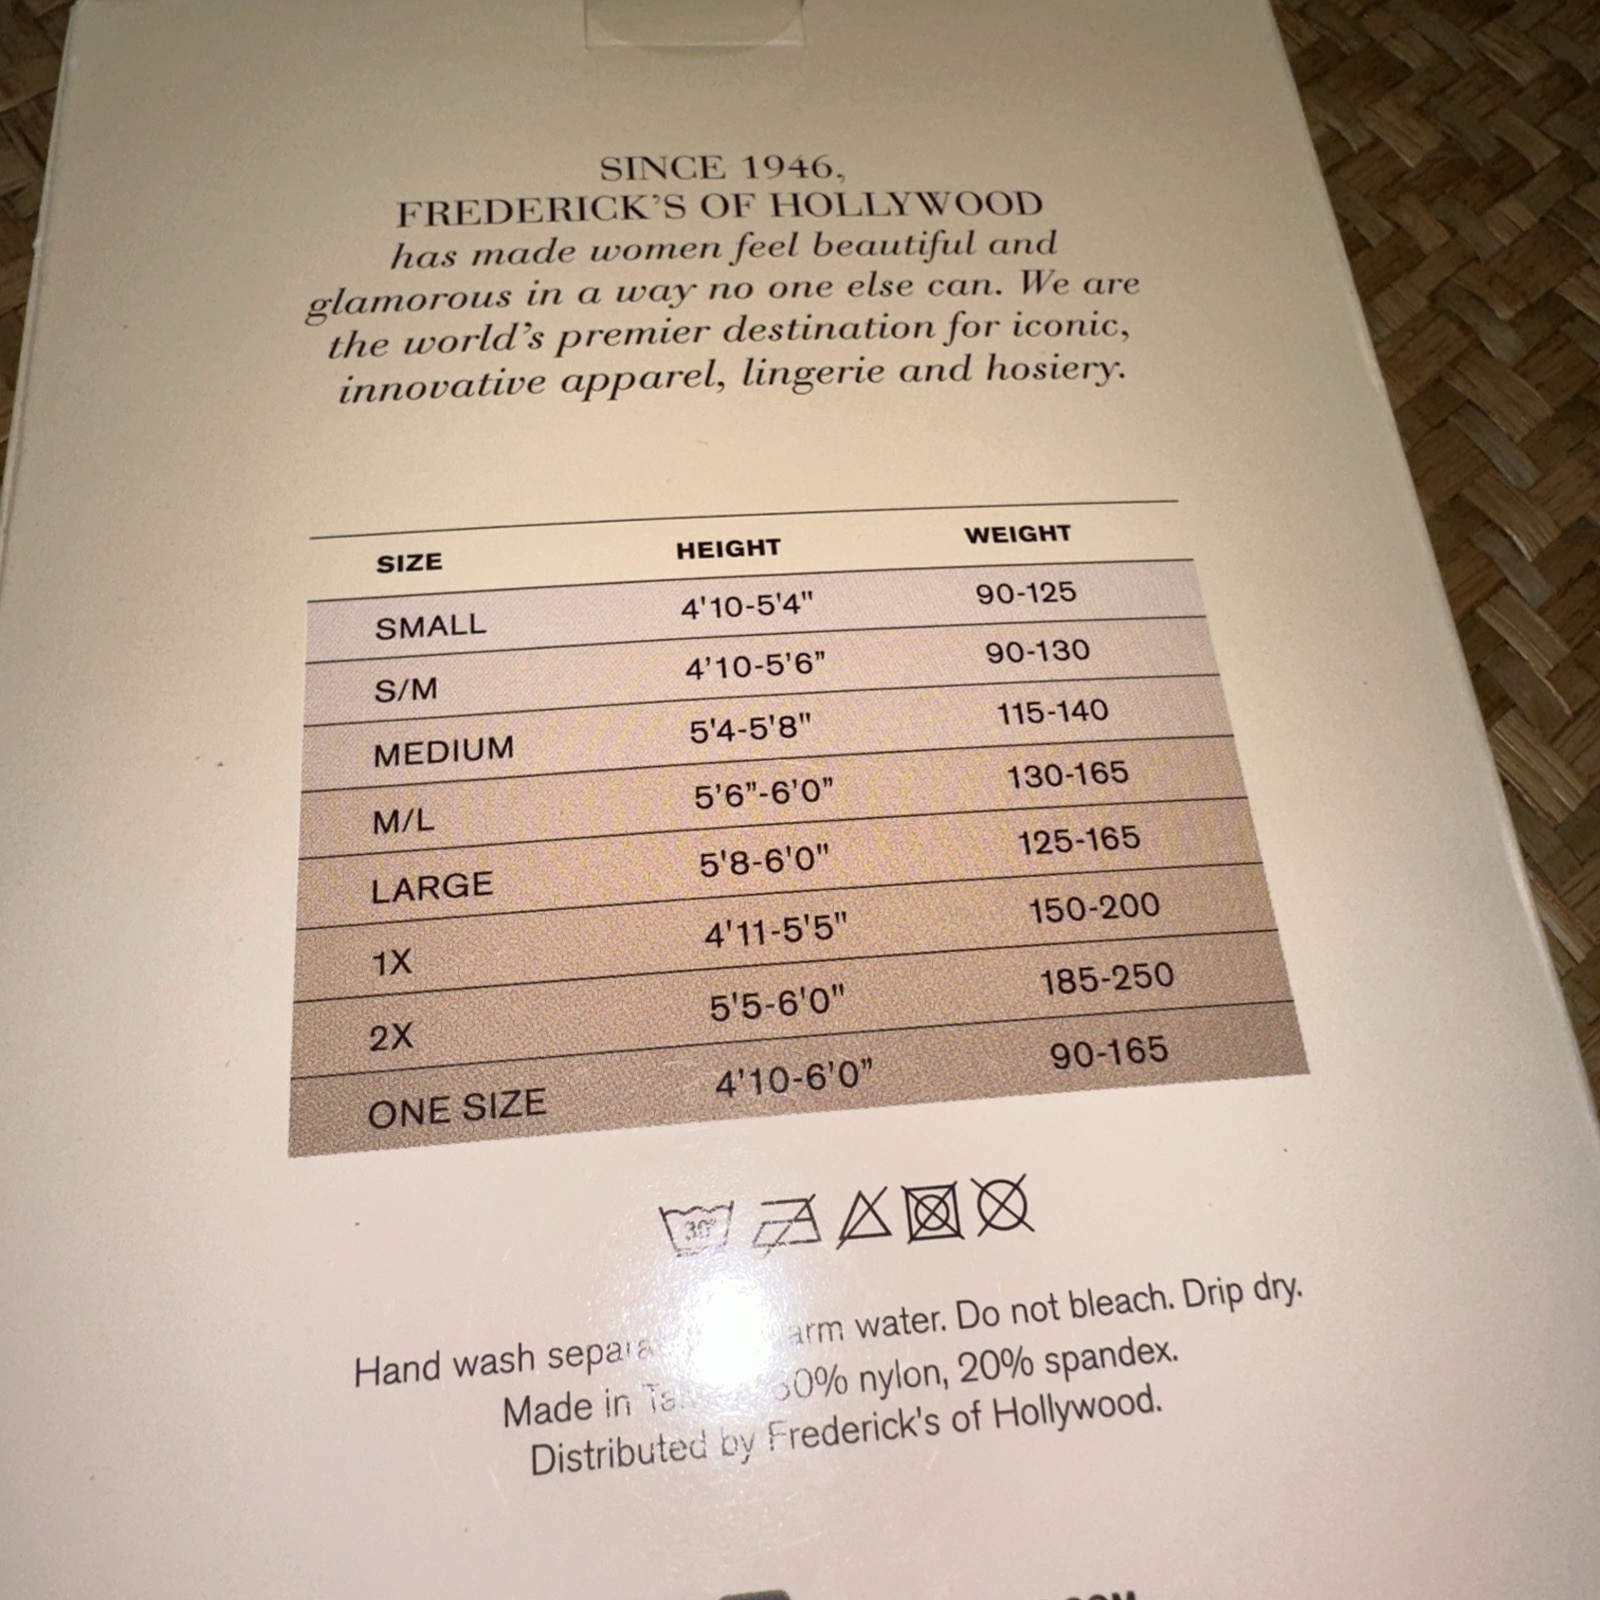 SINCE 1946,
FREDERICK'S OF HOLLYWOOD
has made women feel beautiful and
glamorous in a way no one else can. We are
the world's premier destination for iconic,
innovative apparel, lingerie and hosiery.
SIZE HEIGHT WEIGHT
SMALL 4'10-5'4" 90-125
S/M 4'10-5'6” 90-130
MEDIUM 5'4-5'8" 115-140
M/L 5'6”-6'0” 130-165
LARGE 5'8-6'0" 125-165
1X 4'11-5'5" 150-200
2X 5'5-6'0" 185-250
ONE SIZE 4'10-6'0” 90-165
30°
Hand wash water. Do not bleach. Drip dry.
Made in nylon, 20% spandex.
Distributed by Frederick's of Hollywood.